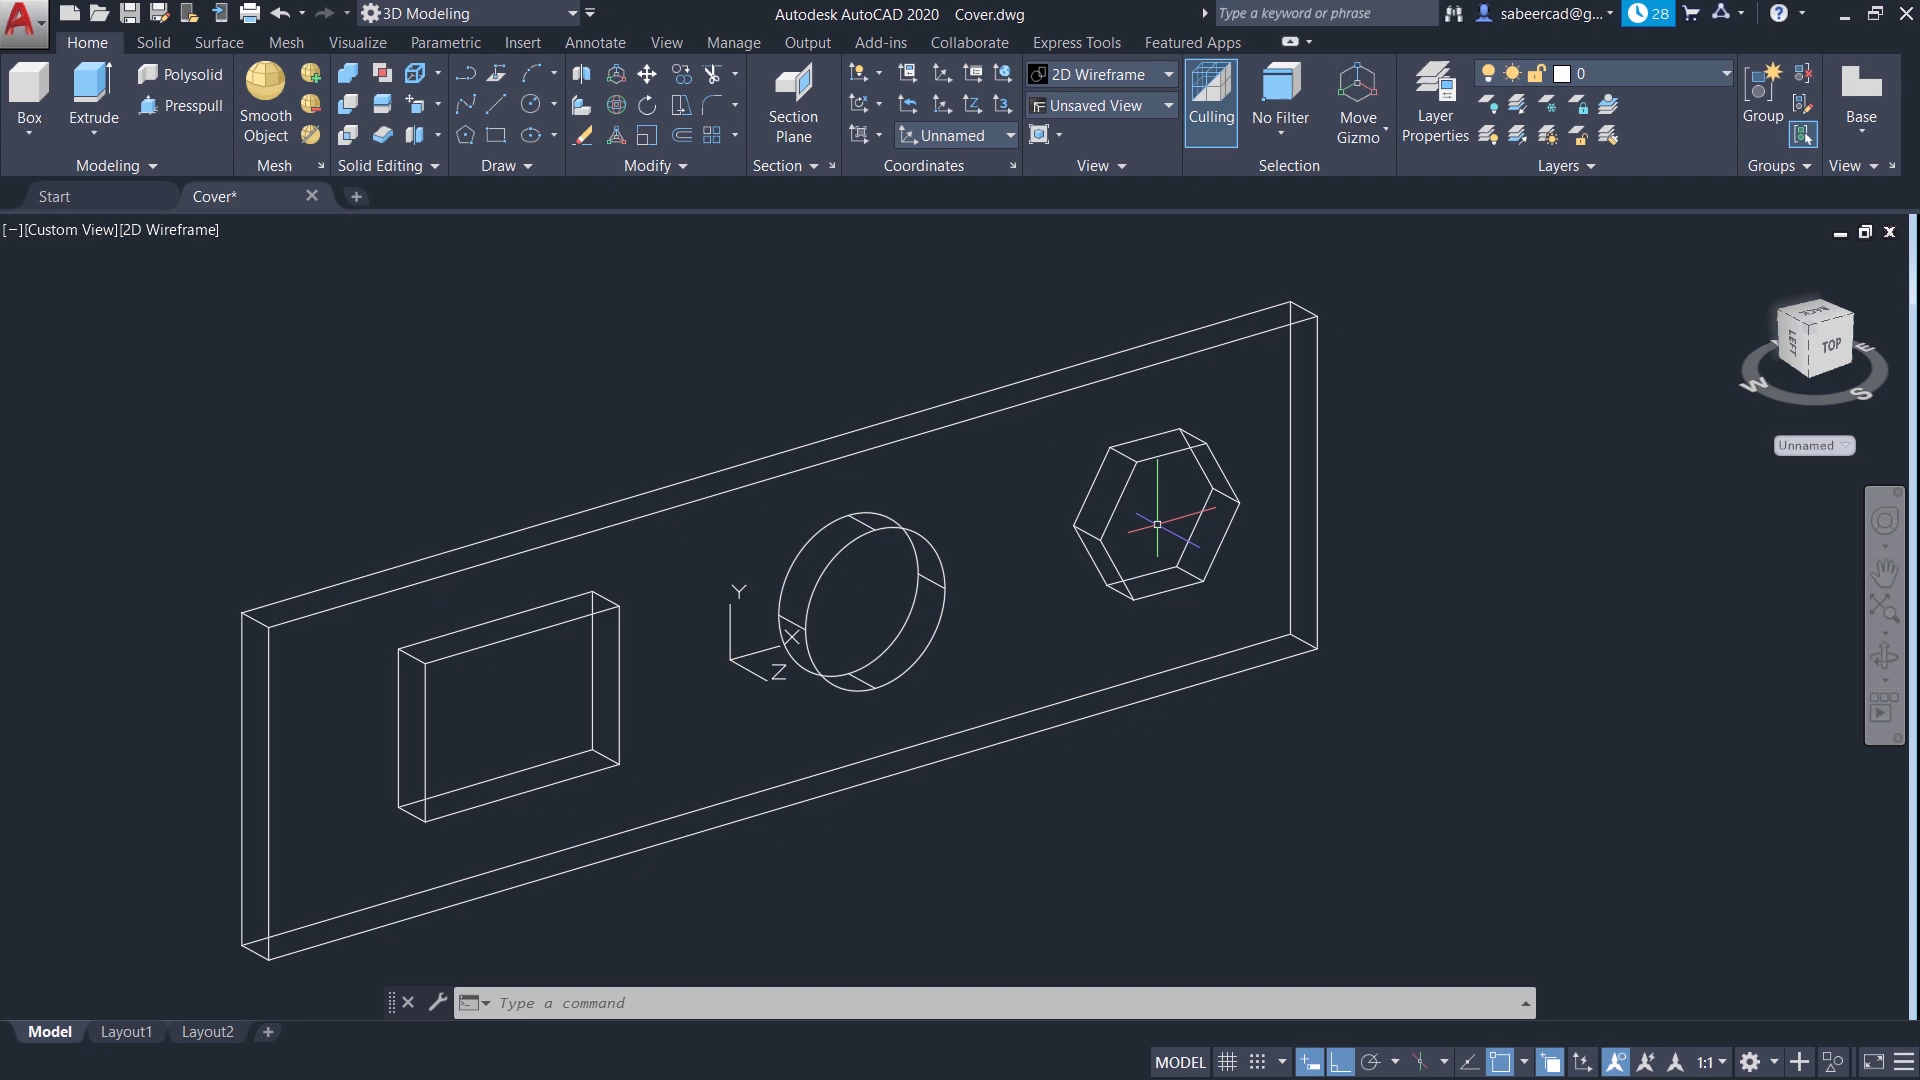 3D Modeling
Autodesk AutoCAD 2020 Cover.dwg
Type a keyword or phrase
sabeercad@g...
28
Home Solid Surface Mesh Visualize Parametric Insert Annotate View Manage Output Add-ins Collaborate Express Tools Featured Apps
Box
Extrude
Polysolid
Presspull
Smooth
Object
Section
Plane
Unnamed
2D Wireframe
Unsaved View
Culling
No Filter
Move
Gizmo
Layer
Properties
0
Group
Base
Modeling Mesh Solid Editing Draw Modify Section Coordinates View Selection Layers Groups View
Start
Cover*
[−][Custom View][2D Wireframe]
BACK
LEFT
TOP
W
S
E
Unnamed
Y
X
Z
Type a command
Model Layout1 Layout2
MODEL
1:1